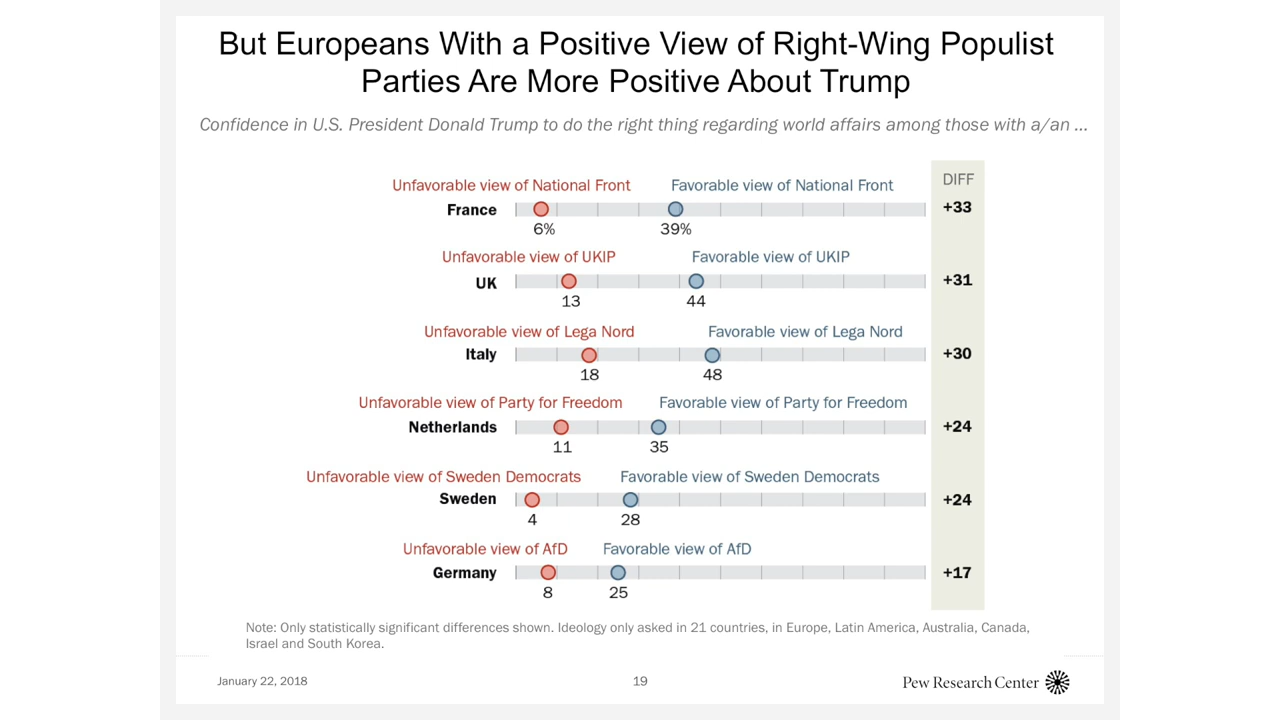 But Europeans With a Positive View of Right-Wing Populist
Parties Are More Positive About Trump
Confidence in U.S. President Donald Trump to do the right thing regarding world affairs among those with a/an ...
DIFF
Unfavorable view of National Front Favorable view of National Front
France +33
6% 39%
Unfavorable view of UKIP Favorable view of UKIP
UK +31
13 44
Unfavorable view of Lega Nord Favorable view of Lega Nord
Italy +30
18 48
Unfavorable view of Party for Freedom Favorable view of Party for Freedom
Netherlands +24
11 35
Unfavorable view of Sweden Democrats Favorable view of Sweden Democrats
Sweden +24
4 28
Unfavorable view of AfD Favorable view of AfD
Germany +17
8 25
Note: Only statistically significant differences shown. Ideology only asked in 21 countries, in Europe, Latin America, Australia, Canada,
Israel and South Korea.
January 22, 2018 19 Pew Research Center